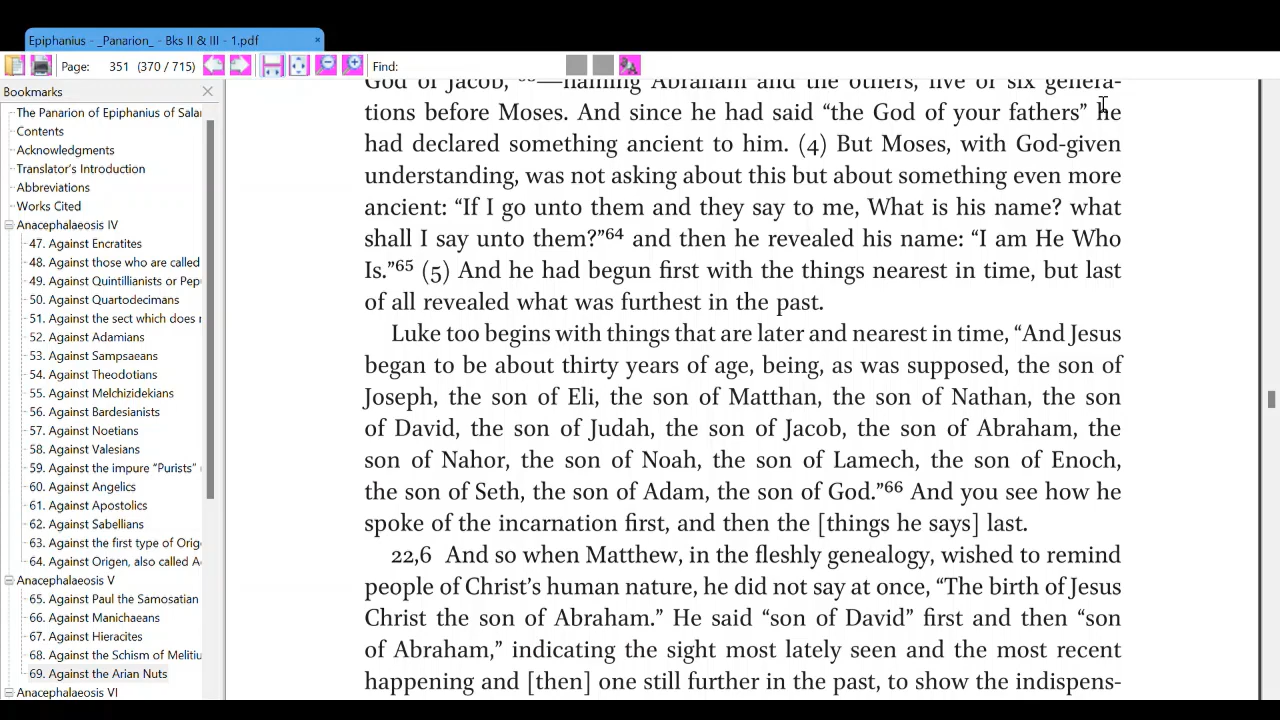 Epiphanius - _Panarion_ - Bks II & III - 1.pdf ×
Page: 351 (370 / 715) Find:
Bookmarks
The Panarion of Epiphanius of Salar
Contents
Acknowledgments
Translator's Introduction
Abbreviations
Works Cited
Anacephalaeosis IV
47. Against Encratites
48. Against those who are called
49. Against Quintillianists or Pep
50. Against Quartodecimans
51. Against the sect which does r
52. Against Adamians
53. Against Sampsaeans
54. Against Theodotians
55. Against Melchizidekians
56. Against Bardesianists
57. Against Noetians
58. Against Valesians
59. Against the impure “Purists” (
60. Against Angelics
61. Against Apostolics
62. Against Sabellians
63. Against the first type of Orig
64. Against Origen, also called A
Anacephalaeosis V
65. Against Paul the Samosatian
66. Against Manichaeans
67. Against Hieracites
68. Against the Schism of Melitiu
69. Against the Arian Nuts
Anacephalaeosis VI
God of Jacob,”⁶³—naming Abraham and the others, five or six genera-
tions before Moses. And since he had said “the God of your fathers” he
had declared something ancient to him. (4) But Moses, with God-given
understanding, was not asking about this but about something even more
ancient: “If I go unto them and they say to me, What is his name? what
shall I say unto them?”⁶⁴ and then he revealed his name: “I am He Who
Is.”⁶⁵ (5) And he had begun first with the things nearest in time, but last
of all revealed what was furthest in the past.
Luke too begins with things that are later and nearest in time, “And Jesus
began to be about thirty years of age, being, as was supposed, the son of
Joseph, the son of Eli, the son of Matthan, the son of Nathan, the son
of David, the son of Judah, the son of Jacob, the son of Abraham, the
son of Nahor, the son of Noah, the son of Lamech, the son of Enoch,
the son of Seth, the son of Adam, the son of God.”⁶⁶ And you see how he
spoke of the incarnation first, and then the [things he says] last.
22,6 And so when Matthew, in the fleshly genealogy, wished to remind
people of Christ’s human nature, he did not say at once, “The birth of Jesus
Christ the son of Abraham.” He said “son of David” first and then “son
of Abraham,” indicating the sight most lately seen and the most recent
happening and [then] one still further in the past, to show the indispens-